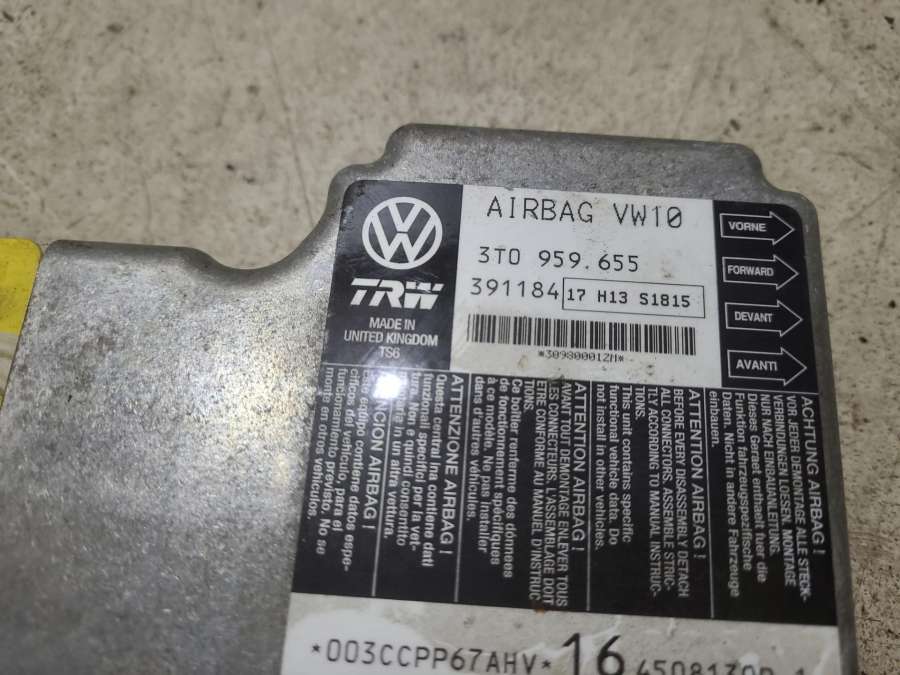 AIRBAG VW10
3T0 959.655
391184 17 H13 S1815
*30980001ZM*
TRW
MADE IN
UNITED KINGDOM
TS6
VORNE
FORWARD
DEVANT
AVANTI
ACHTUNG AIRBAG!
VOR JEDER DEMONTAGE ALLE STECK-
VERBINDUNGEN LOESEN. MONTAGE
NUR NACH EINBAUANLEITUNG.
Dieses Geraet enthaelt fuer die
Funktion fahrzeugspezifische
Daten. Nicht in andere Fahrzeuge
einbauen.
ATTENTION AIRBAG!
BEFORE EVERY DISASSEMBLY DETACH
ALL CONNECTORS, ASSEMBLE STRIC-
TLY ACCORDING TO MANUAL INSTRUC-
TIONS.
This unit contains specific
functional vehicle data. Do
not install in other vehicles.
ATTENTION AIRBAG!
AVANT TOUT DEMONTAGE ENLEVER TOUS
LES CONNECTEURS. L'ASSEMBLAGE DOIT
ETRE CONFORME AU MANUEL D'INSTRUC
TIONS.
Ce boitier renferme des données
de fonctionnement spécifiques
à ce modèle. Ne pas installer
dans d'autres véhicules.
ATTENZIONE AIRBAG!
Questa central ina contiene dati
funzionali specifici per la vet-
tura. Non e quindi consentito
in un altra vettura.
ATENCION AIRBAG!
Este equipo contiene datos espe-
cificos del vehículo, para el
funcionamiento previsto. No se
monte en otros vehículos.
*003CCPP67AHV* 16